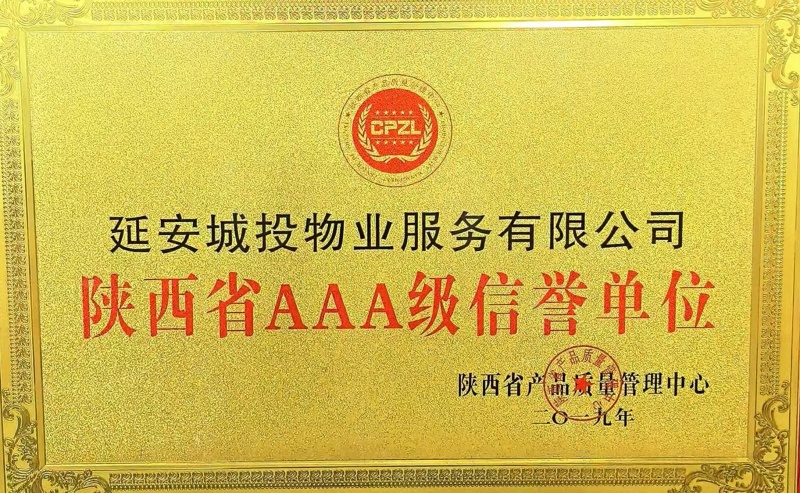 CPZL
延安城投物业服务有限公司
陕西省AAA级信誉单位
陕西省产品质量管理中心
二〇一九年